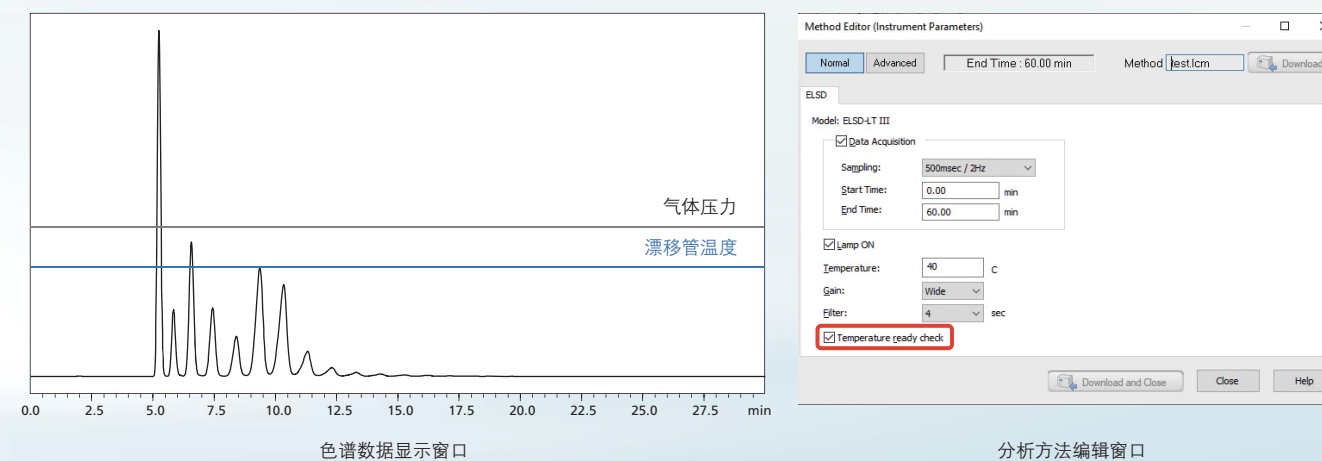 气体压力
漂移管温度
0.0 2.5 5.0 7.5 10.0 12.5 15.0 17.5 20.0 22.5 25.0 27.5 min
色谱数据显示窗口
Method Editor (Instrument Parameters)
Normal Advanced End Time : 60.00 min Method test.lcm Download
ELSD
Model: ELSD-LT III
Data Acquisition
Sampling: 500msec / 2Hz
Start Time: 0.00 min
End Time: 60.00 min
Lamp ON
Temperature: 40 C
Gain: Wide
Filter: 4 sec
Temperature ready check
Download and Close Close Help
分析方法编辑窗口